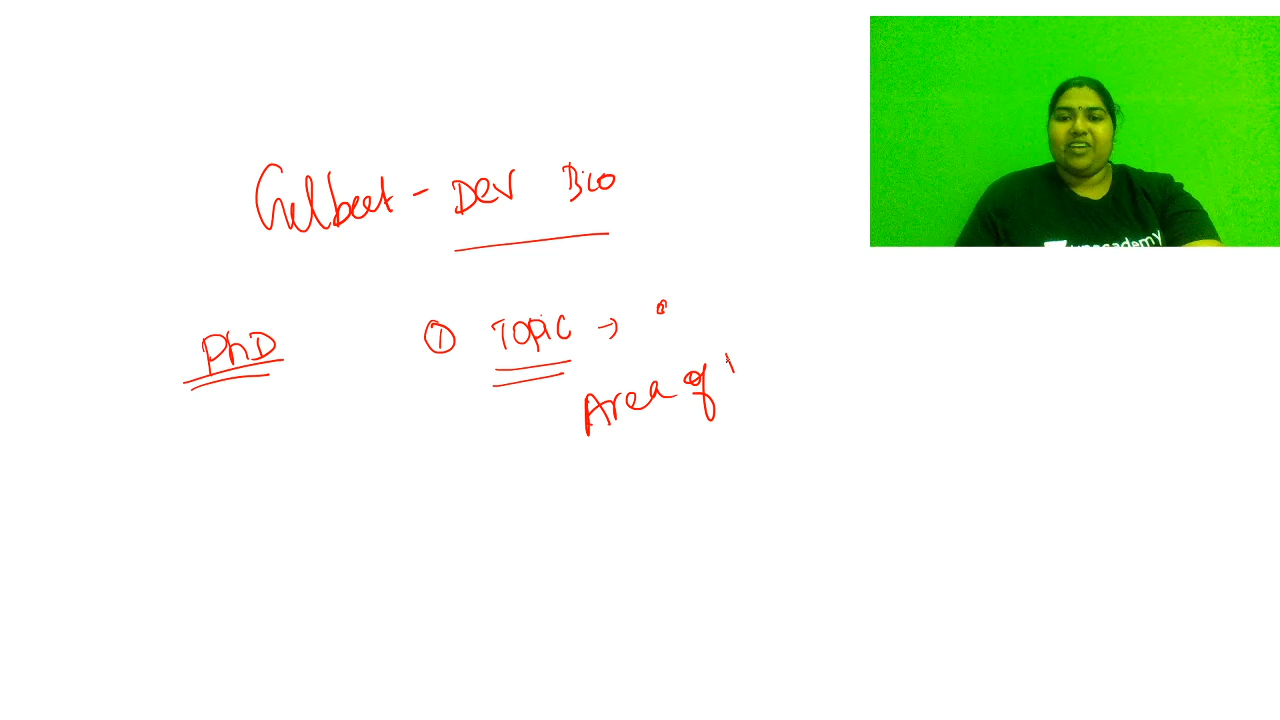 Gilbert - Dev Bio
PhD
① Topic →
Area of